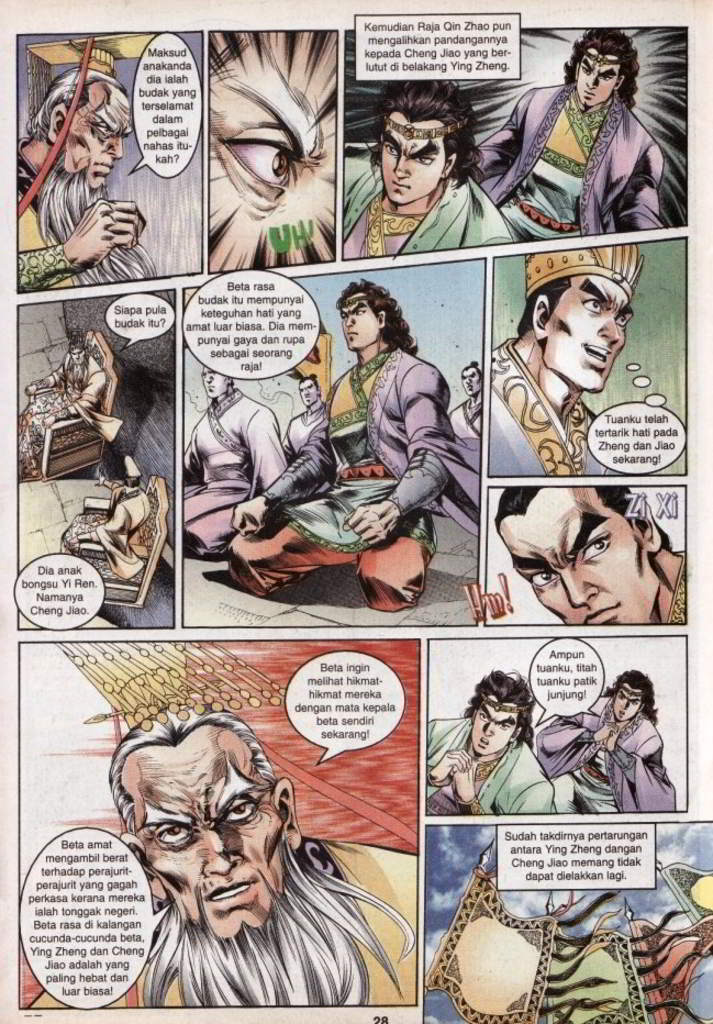 Maksud
anakanda
dia ialah
budak yang
terselamat
dalam
pelbagai
nahas itu-
kah?
UH!
Kemudian Raja Qin Zhao pun
mengalihkan pandangannya
kepada Cheng Jiao yang ber-
lutut di belakang Ying Zheng.
Siapa pula
budak itu?
Dia anak
bongsu Yi Ren.
Namanya
Cheng Jiao.
Beta rasa
budak itu mempunyai
keteguhan hati yang
amat luar biasa. Dia mem-
punyai gaya dan rupa
sebagai seorang
raja!
Hm!
Tuanku telah
tertarik hati pada
Zheng dan Jiao
sekarang!
Zi Xi
Beta ingin
melihat hikmat-
hikmat mereka
dengan mata kepala
beta sendiri
sekarang!
Beta amat
mengambil berat
terhadap perajurit-
perajurit yang gagah
perkasa kerana mereka
ialah tonggak negeri.
Beta rasa di kalangan
cucunda-cucunda beta,
Ying Zheng dan Cheng
Jiao adalah yang
paling hebat dan
luar biasa!
Ampun
tuanku, titah
tuanku patik
junjung!
Sudah takdirnya pertarungan
antara Ying Zheng dengan
Cheng Jiao memang tidak
dapat dielakkan lagi.
28